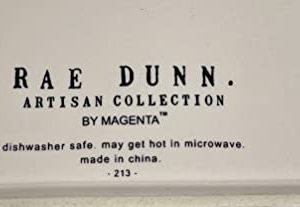 RAE DUNN.
ARTISAN COLLECTION
BY MAGENTA™
dishwasher safe. may get hot in microwave.
made in china.
- 213 -